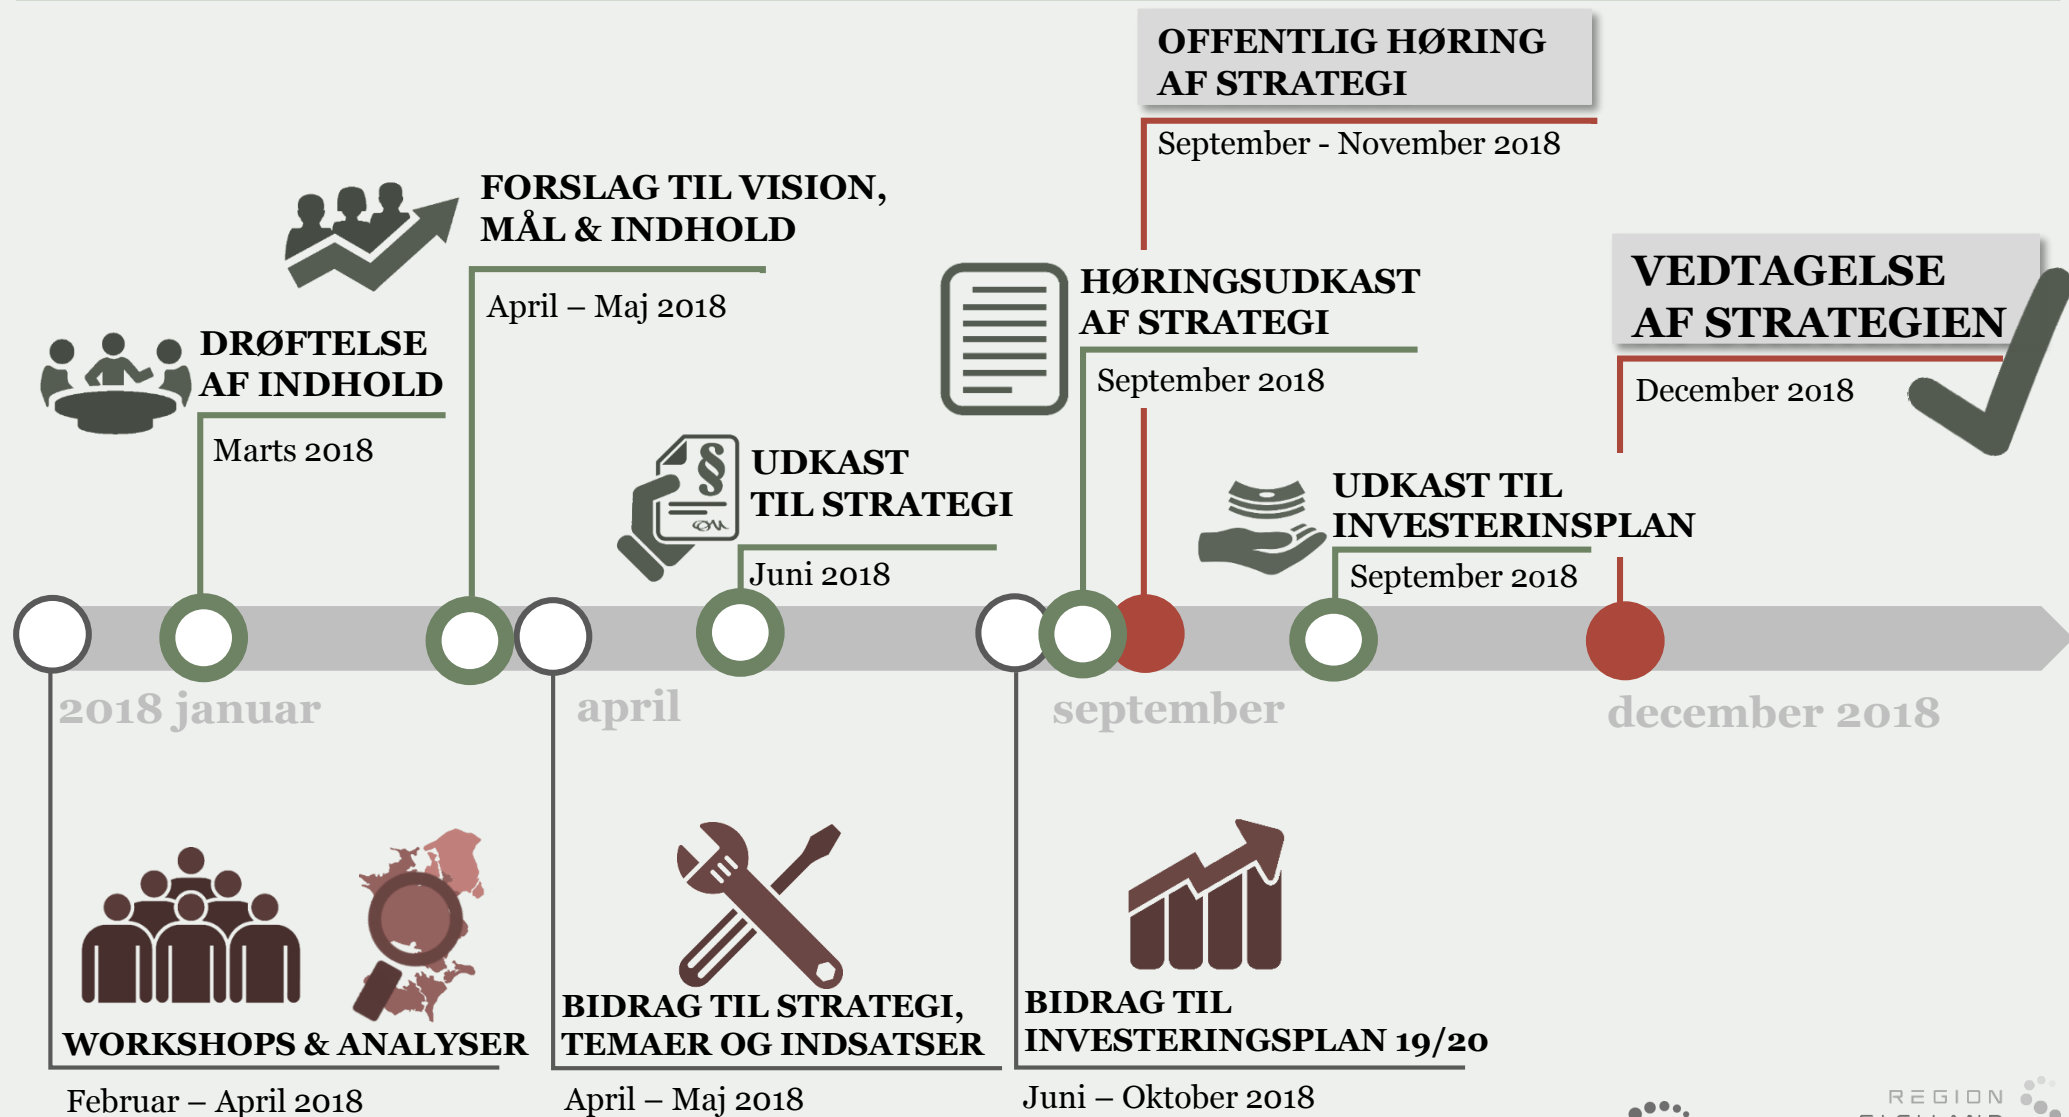 OFFENTLIG HØRING
AF STRATEGI
September - November 2018
FORSLAG TIL VISION,
MÅL & INDHOLD
April – Maj 2018
VEDTAGELSE
AF STRATEGIEN
December 2018
HØRINGSUDKAST
AF STRATEGI
September 2018
DRØFTELSE
AF INDHOLD
Marts 2018
UDKAST
TIL STRATEGI
Juni 2018
UDKAST TIL
INVESTERINSPLAN
September 2018
2018 januar
april
september
december 2018
WORKSHOPS & ANALYSER
Februar – April 2018
BIDRAG TIL STRATEGI,
TEMAER OG INDSATSER
April – Maj 2018
BIDRAG TIL
INVESTERINGSPLAN 19/20
Juni – Oktober 2018
REGION